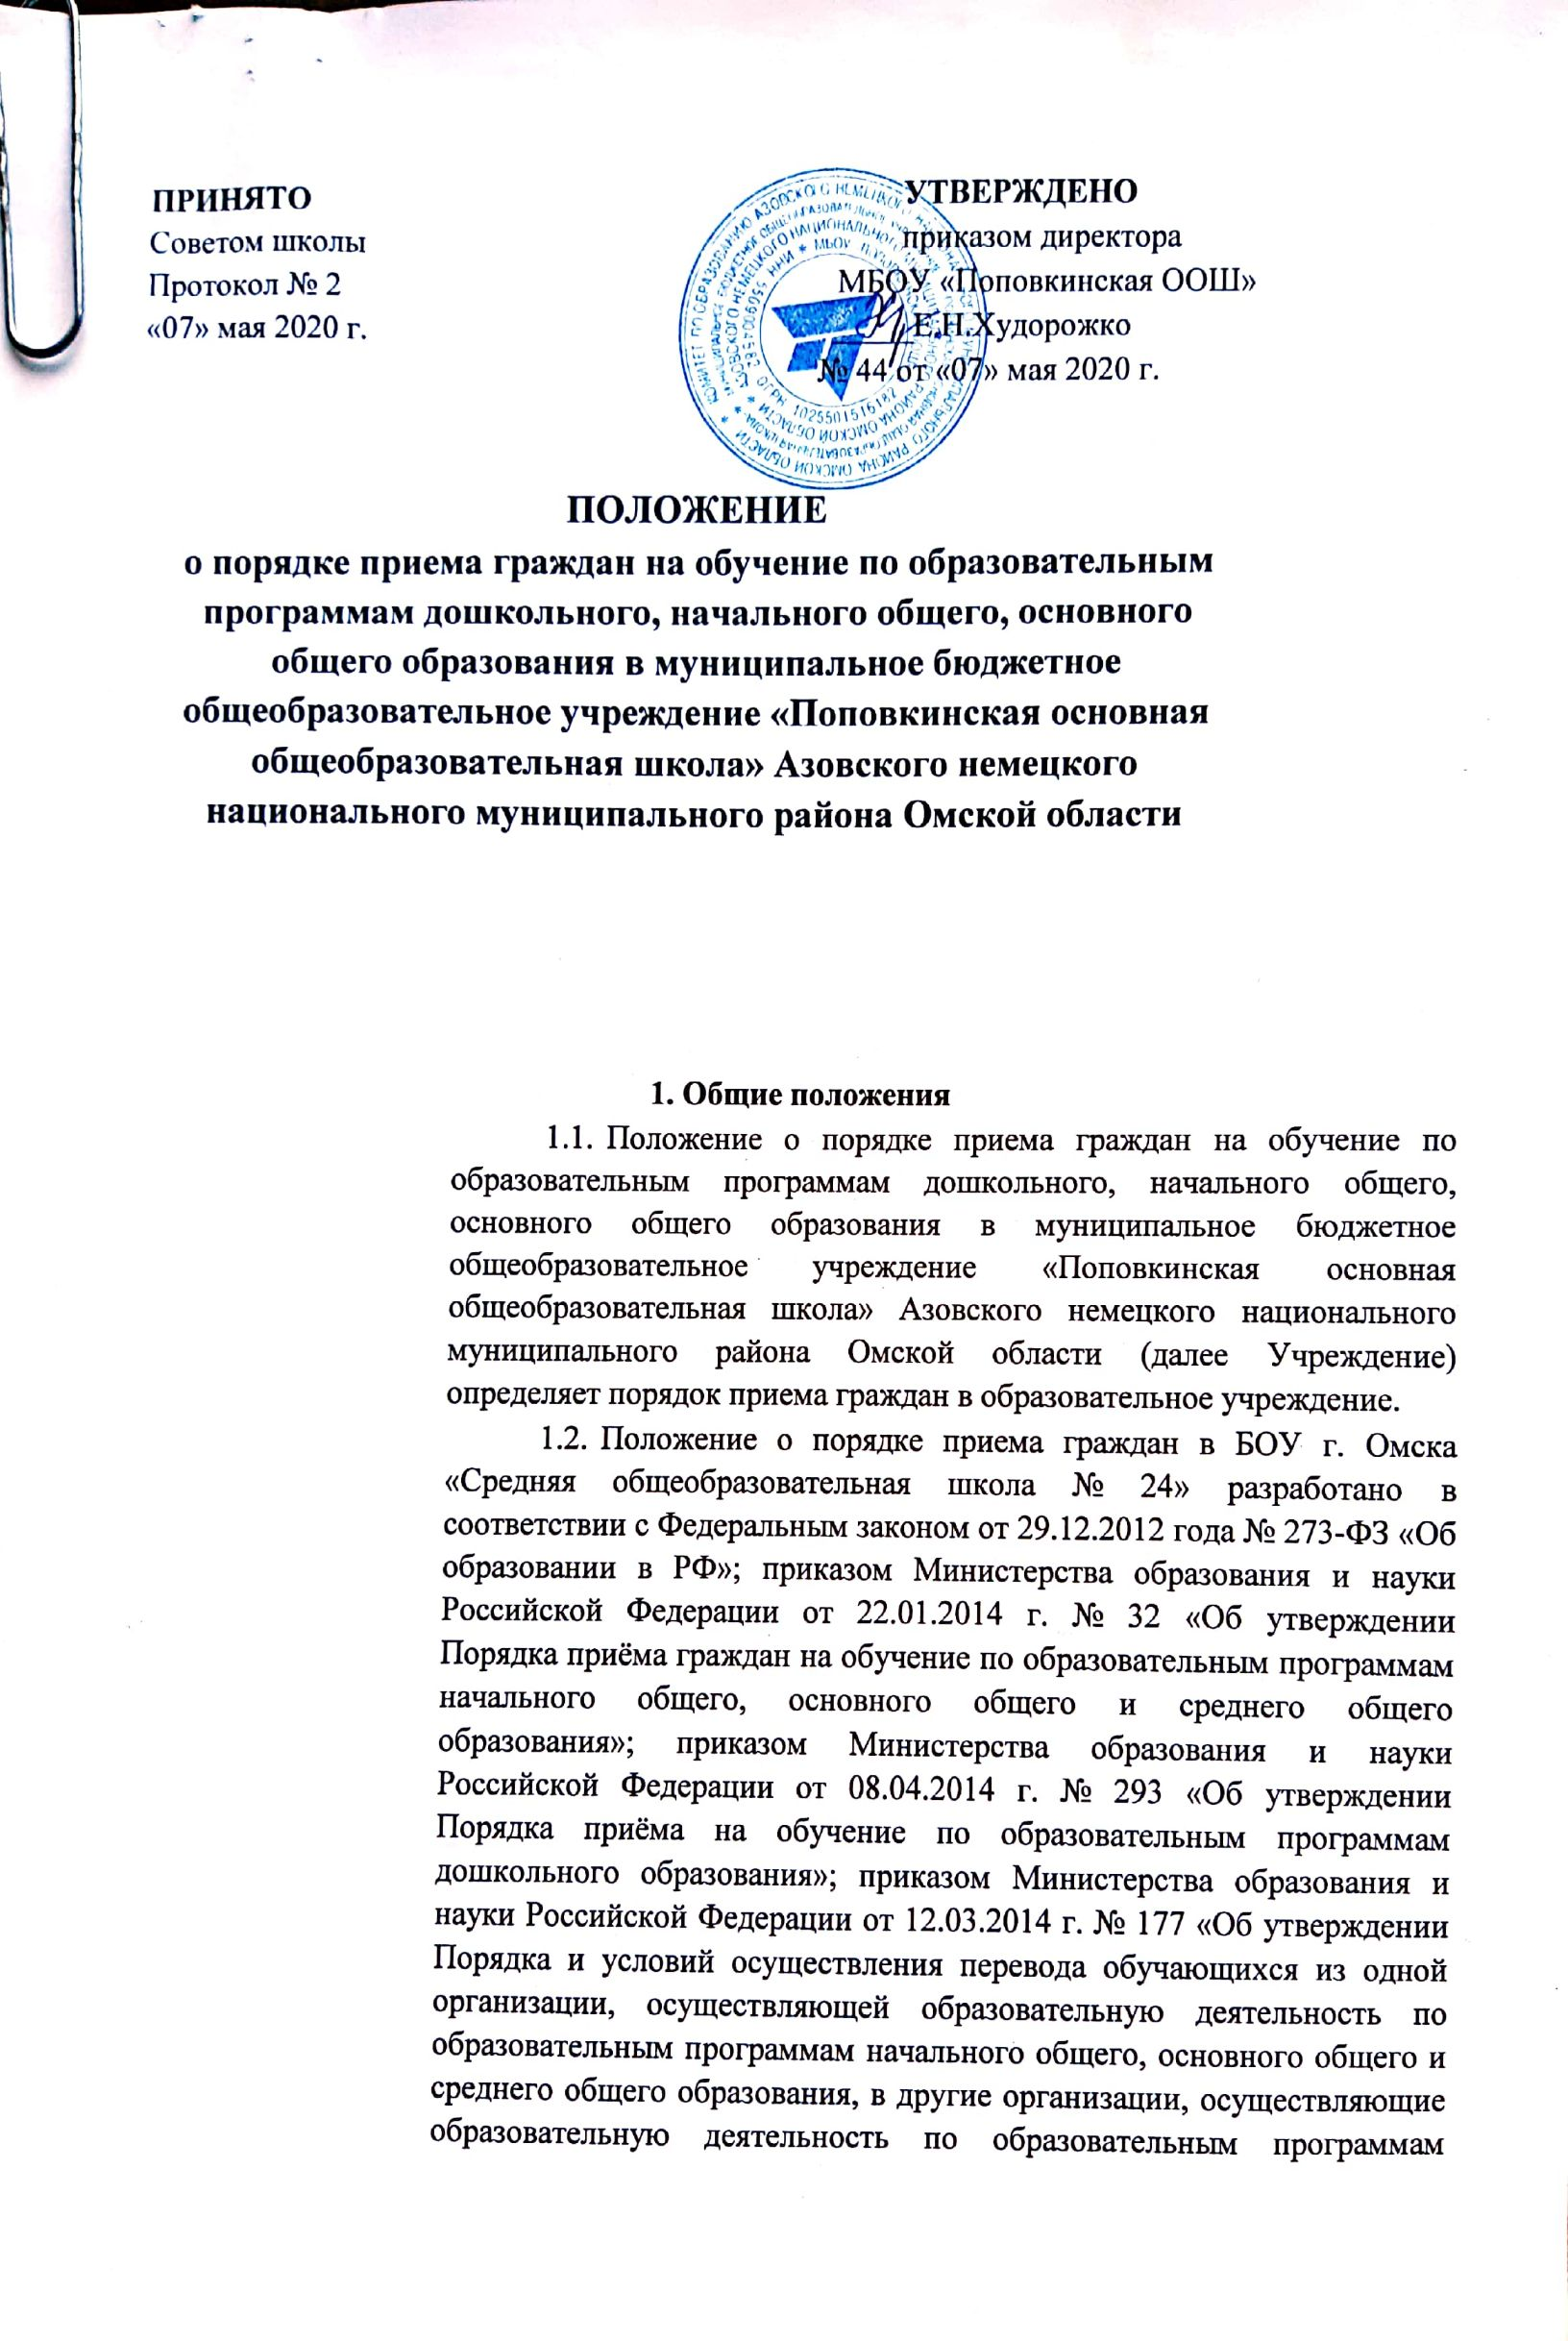 ПРИНЯТО
Советом школы
Протокол № 2
«07» мая 2020 г.
УТВЕРЖДЕНО
приказом директора
МБОУ «Поповкинская ООШ»
Е.Н.Худорожко
№ 44 от «07» мая 2020 г.
ИНН 5509004582 * ОГРН 1025501516182
ПОЛОЖЕНИЕ
о порядке приема граждан на обучение по образовательным
программам дошкольного, начального общего, основного
общего образования в муниципальное бюджетное
общеобразовательное учреждение «Поповкинская основная
общеобразовательная школа» Азовского немецкого
национального муниципального района Омской области
1. Общие положения
1.1. Положение о порядке приема граждан на обучение по
образовательным программам дошкольного, начального общего,
основного общего образования в муниципальное бюджетное
общеобразовательное учреждение «Поповкинская основная
общеобразовательная школа» Азовского немецкого национального
муниципального района Омской области (далее Учреждение)
определяет порядок приема граждан в образовательное учреждение.
1.2. Положение о порядке приема граждан в БОУ г. Омска
«Средняя общеобразовательная школа № 24» разработано в
соответствии с Федеральным законом от 29.12.2012 года № 273-ФЗ «Об
образовании в РФ»; приказом Министерства образования и науки
Российской Федерации от 22.01.2014 г. № 32 «Об утверждении
Порядка приёма граждан на обучение по образовательным программам
начального общего, основного общего и среднего общего
образования»; приказом Министерства образования и науки
Российской Федерации от 08.04.2014 г. № 293 «Об утверждении
Порядка приёма на обучение по образовательным программам
дошкольного образования»; приказом Министерства образования и
науки Российской Федерации от 12.03.2014 г. № 177 «Об утверждении
Порядка и условий осуществления перевода обучающихся из одной
организации, осуществляющей образовательную деятельность по
образовательным программам начального общего, основного общего и
среднего общего образования, в другие организации, осуществляющие
образовательную деятельность по образовательным программам